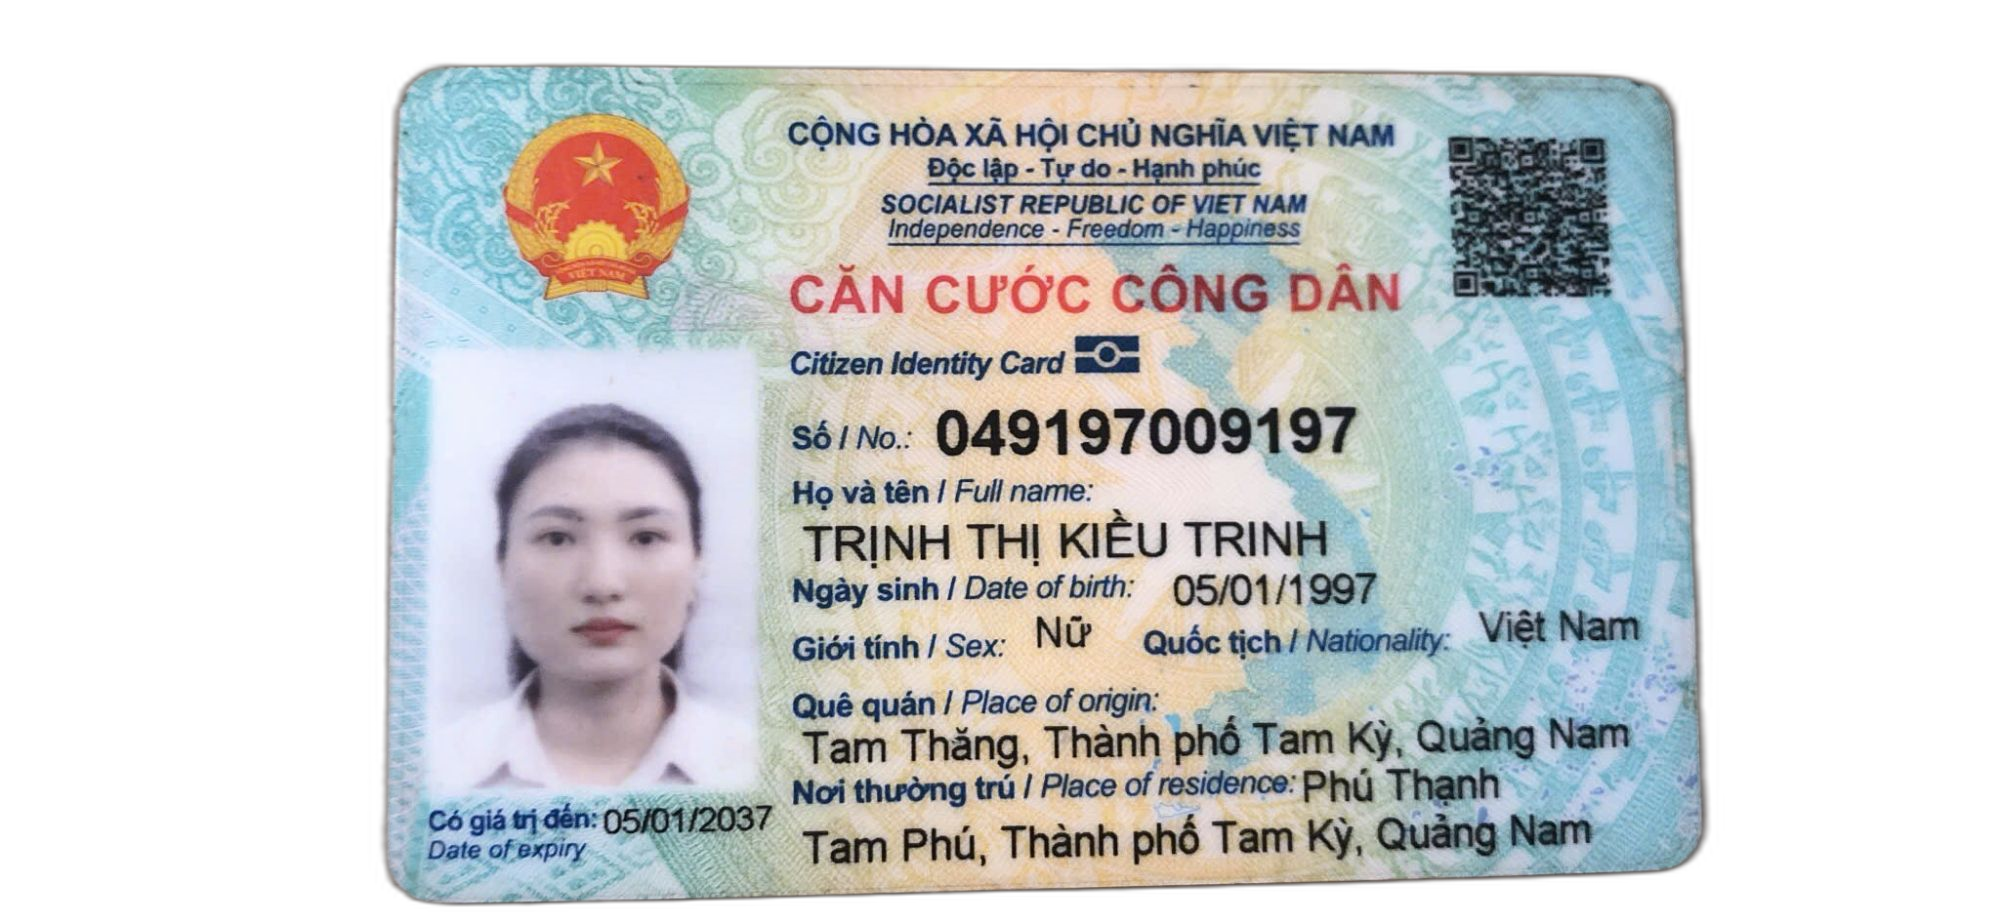 CỘNG HÒA XÃ HỘI CHỦ NGHĨA VIỆT NAM
Độc lập - Tự do - Hạnh phúc
SOCIALIST REPUBLIC OF VIET NAM
Independence - Freedom - Happiness
CĂN CƯỚC CÔNG DÂN
Citizen Identity Card
Số / No.: 049197009197
Họ và tên / Full name:
TRỊNH THỊ KIỀU TRINH
Ngày sinh / Date of birth: 05/01/1997
Giới tính / Sex: Nữ Quốc tịch / Nationality: Việt Nam
Quê quán / Place of origin:
Tam Thăng, Thành phố Tam Kỳ, Quảng Nam
Nơi thường trú / Place of residence: Phú Thạnh
Tam Phú, Thành phố Tam Kỳ, Quảng Nam
Có giá trị đến: 05/01/2037
Date of expiry
VIỆT NAM